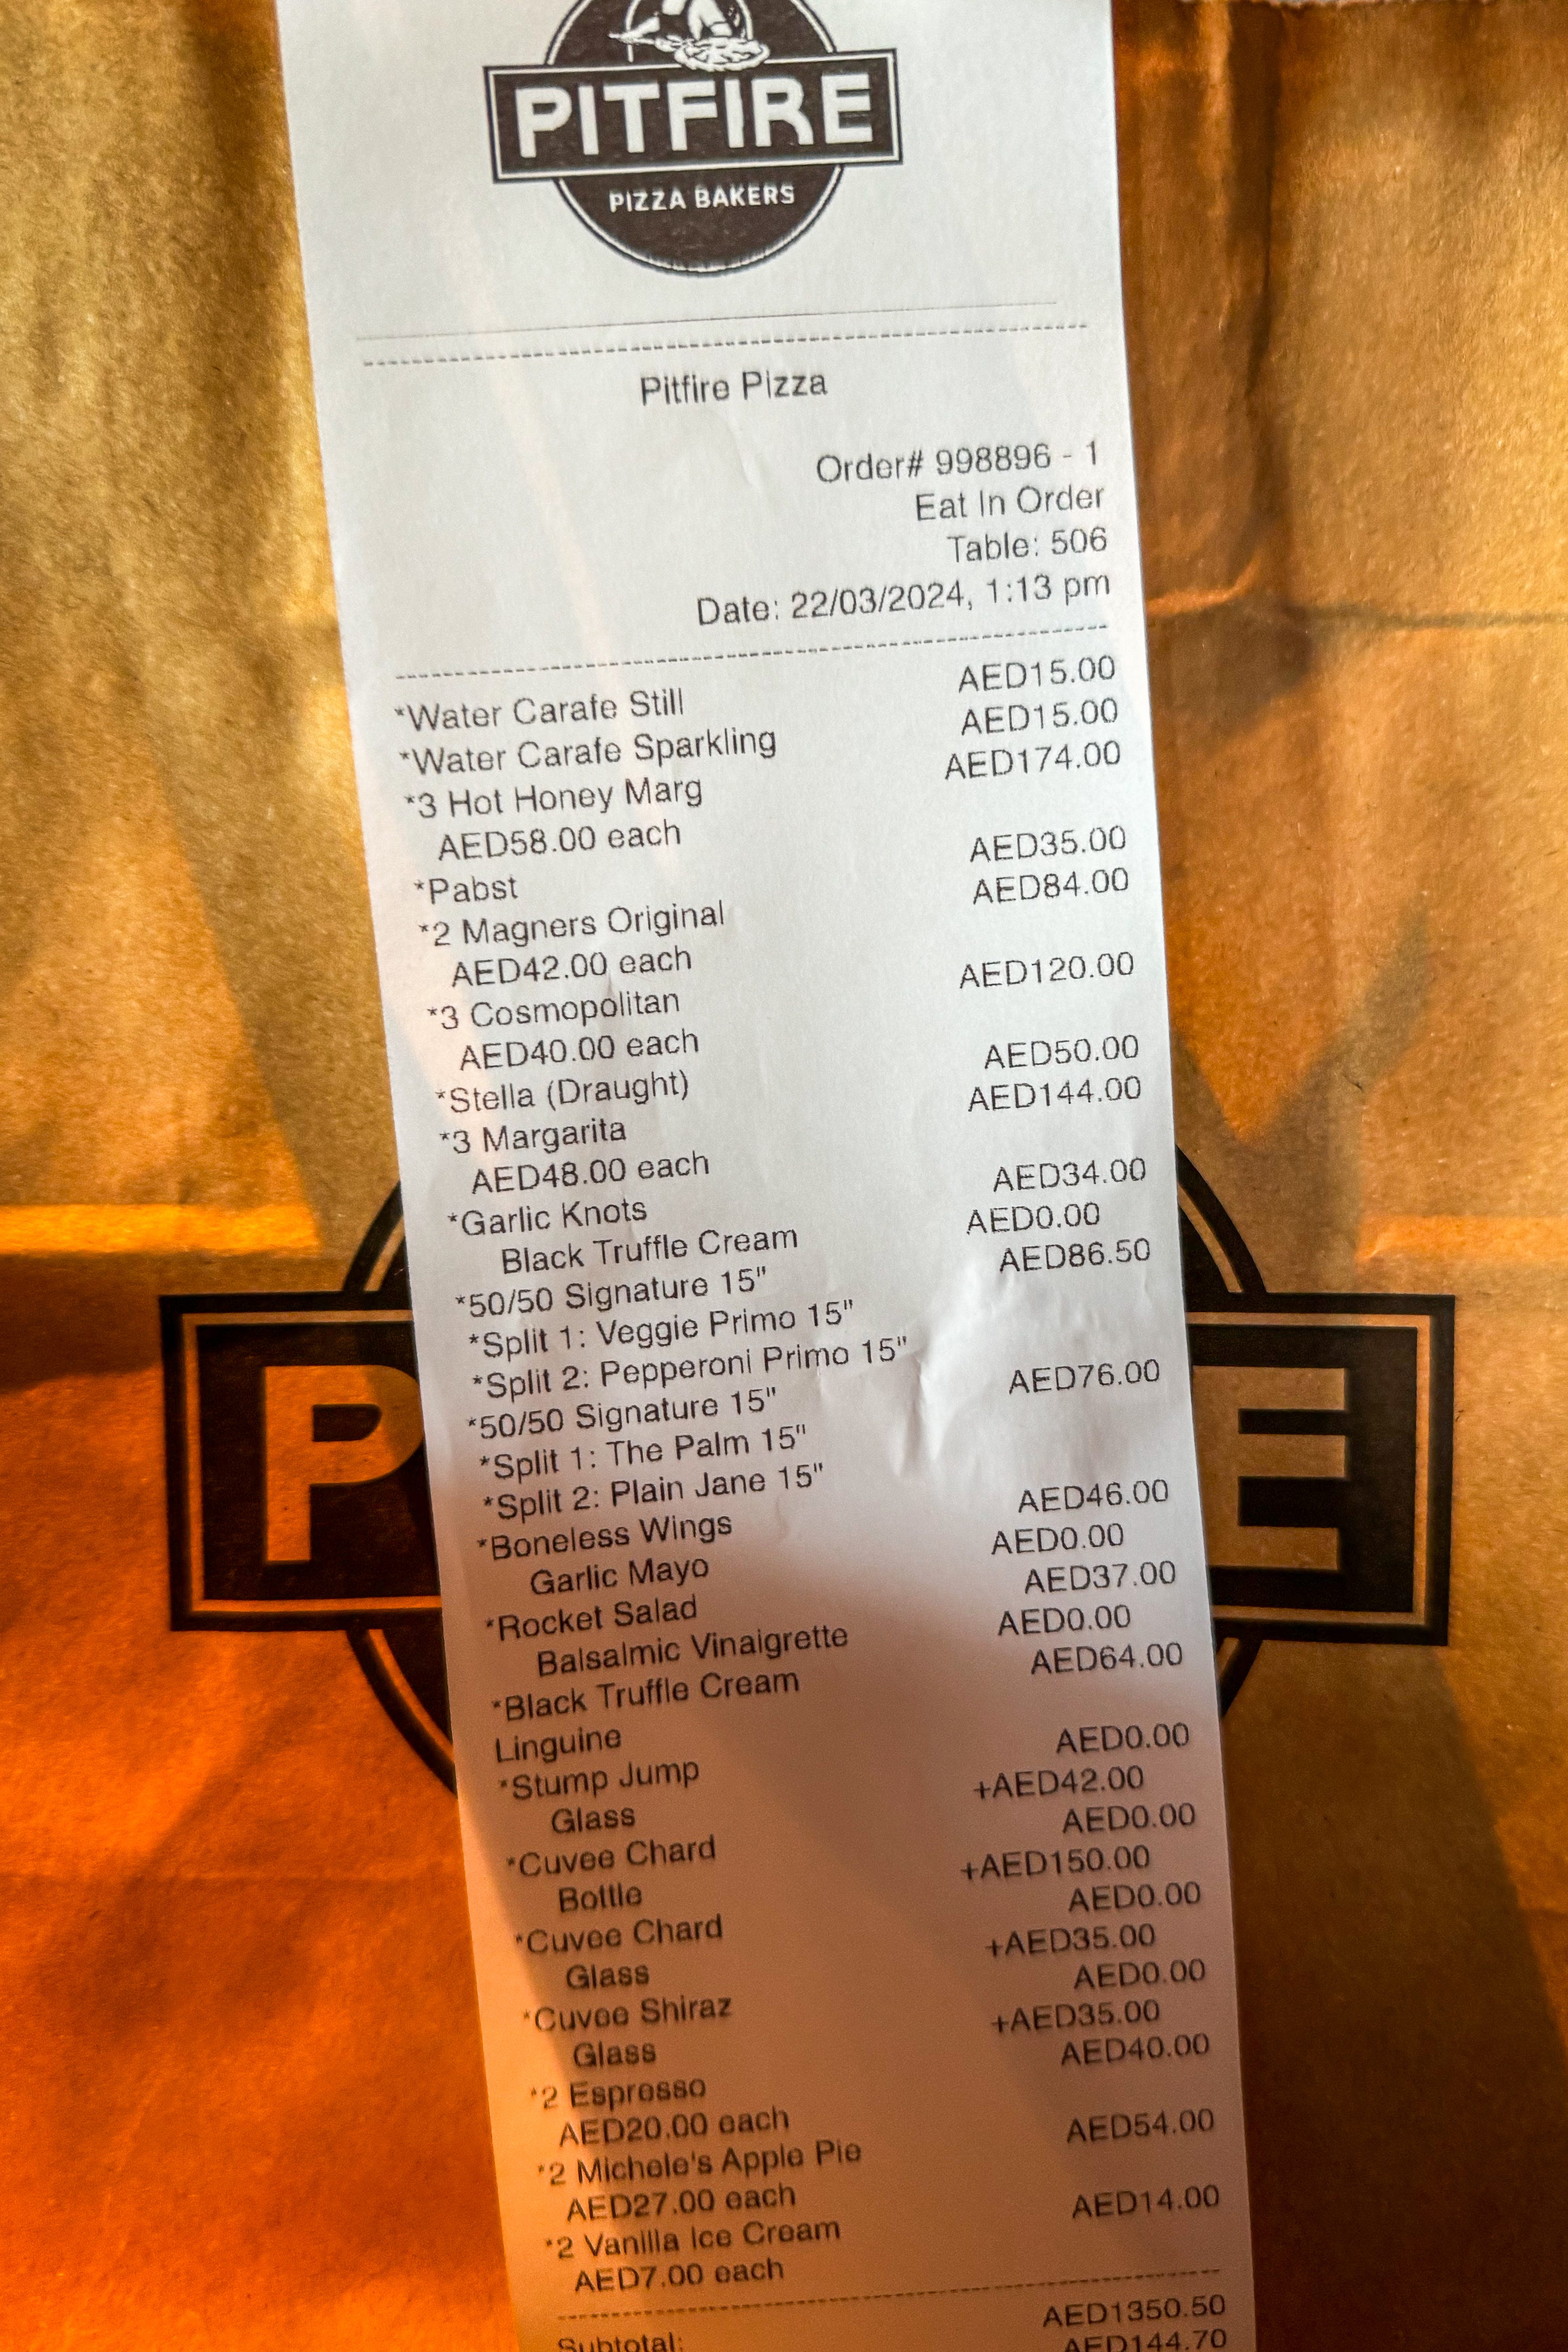 PITFIRE
PIZZA BAKERS
Pitfire Pizza
Order# 998896 - 1
Eat In Order
Table: 506
Date: 22/03/2024, 1:13 pm
*Water Carafe Still AED15.00
*Water Carafe Sparkling AED15.00
*3 Hot Honey Marg AED174.00
AED58.00 each
*Pabst AED35.00
*2 Magners Original AED84.00
AED42.00 each
*3 Cosmopolitan AED120.00
AED40.00 each
*Stella (Draught) AED50.00
*3 Margarita AED144.00
AED48.00 each
*Garlic Knots AED34.00
Black Truffle Cream AED0.00
*50/50 Signature 15" AED86.50
*Split 1: Veggie Primo 15"
*Split 2: Pepperoni Primo 15"
*50/50 Signature 15" AED76.00
*Split 1: The Palm 15"
*Split 2: Plain Jane 15"
*Boneless Wings AED46.00
Garlic Mayo AED0.00
*Rocket Salad AED37.00
Balsalmic Vinaigrette AED0.00
*Black Truffle Cream AED64.00
Linguine
*Stump Jump AED0.00
Glass +AED42.00
*Cuvee Chard AED0.00
Bottle +AED150.00
*Cuvee Chard AED0.00
Glass +AED35.00
*Cuvee Shiraz AED0.00
Glass +AED35.00
*2 Espresso AED40.00
AED20.00 each
*2 Michele's Apple Pie AED54.00
AED27.00 each
*2 Vanilla Ice Cream AED14.00
AED7.00 each
Subtotal: AED1350.50
AED144.70
P E